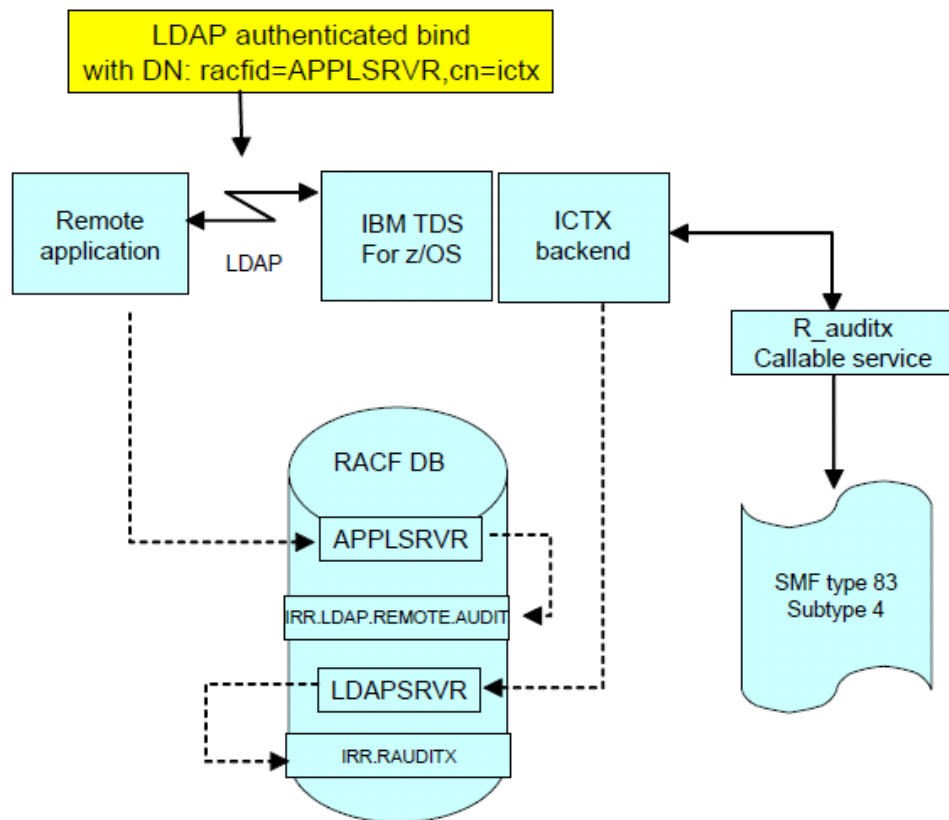 LDAP authenticated bind
with DN: racfid=APPLSRVR,cn=ictx
Remote
application
LDAP
IBM TDS
For z/OS
ICTX
backend
R_auditx
Callable service
RACF DB
APPLSRVR
IRR.LDAP.REMOTE.AUDIT
LDAPSRVR
IRR.RAUDITX
SMF type 83
Subtype 4